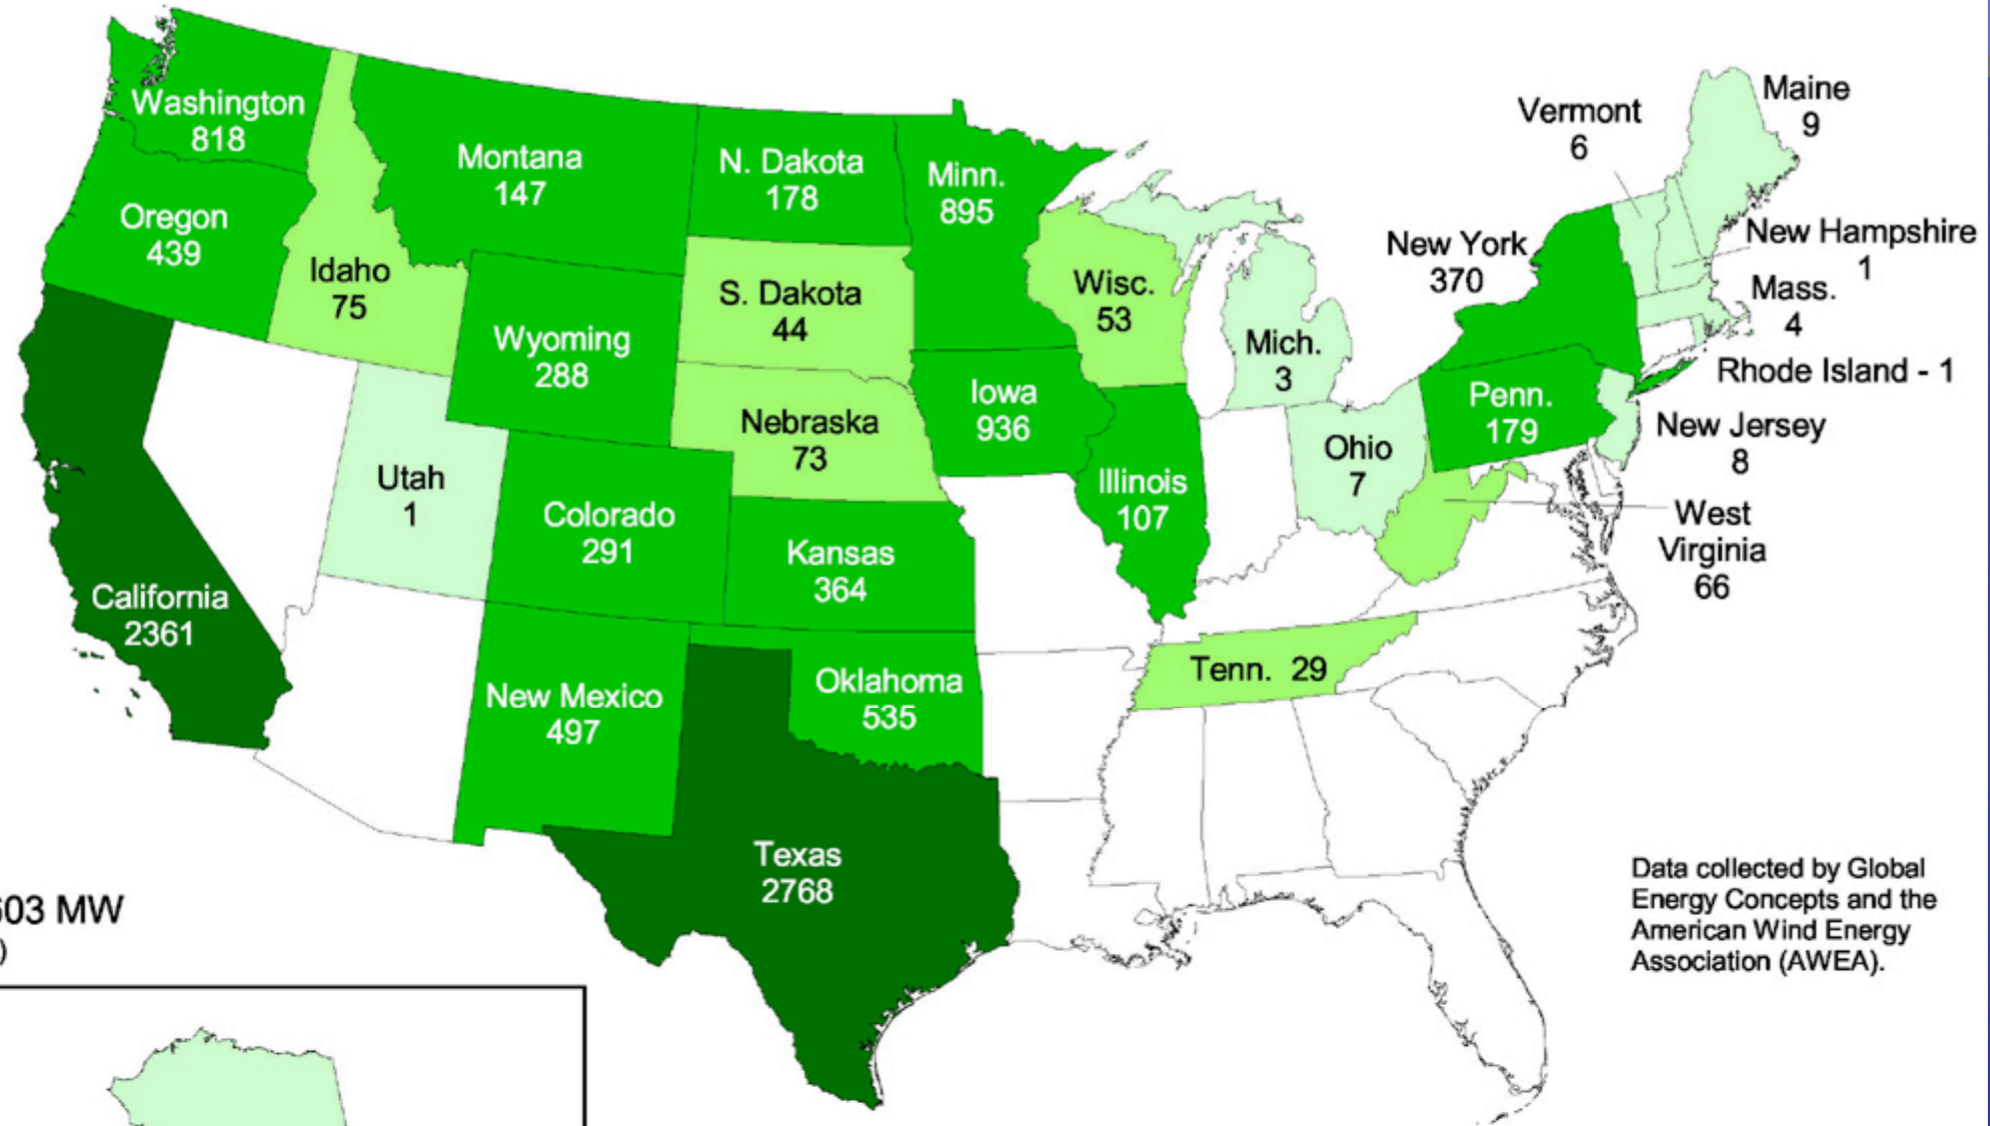 Washington
818
Montana
147
N. Dakota
178
Minn.
895
Vermont
6
Maine
9
Oregon
439
Idaho
75
Wyoming
288
S. Dakota
44
Wisc.
53
Mich.
3
New York
370
New Hampshire
1
Mass.
4
Rhode Island - 1
Nebraska
73
Iowa
936
Illinois
107
Ohio
7
Penn.
179
New Jersey
8
Utah
1
Colorado
291
Kansas
364
West
Virginia
66
California
2361
New Mexico
497
Oklahoma
535
Tenn. 29
Texas
2768
03 MW
)
Data collected by Global
Energy Concepts and the
American Wind Energy
Association (AWEA).